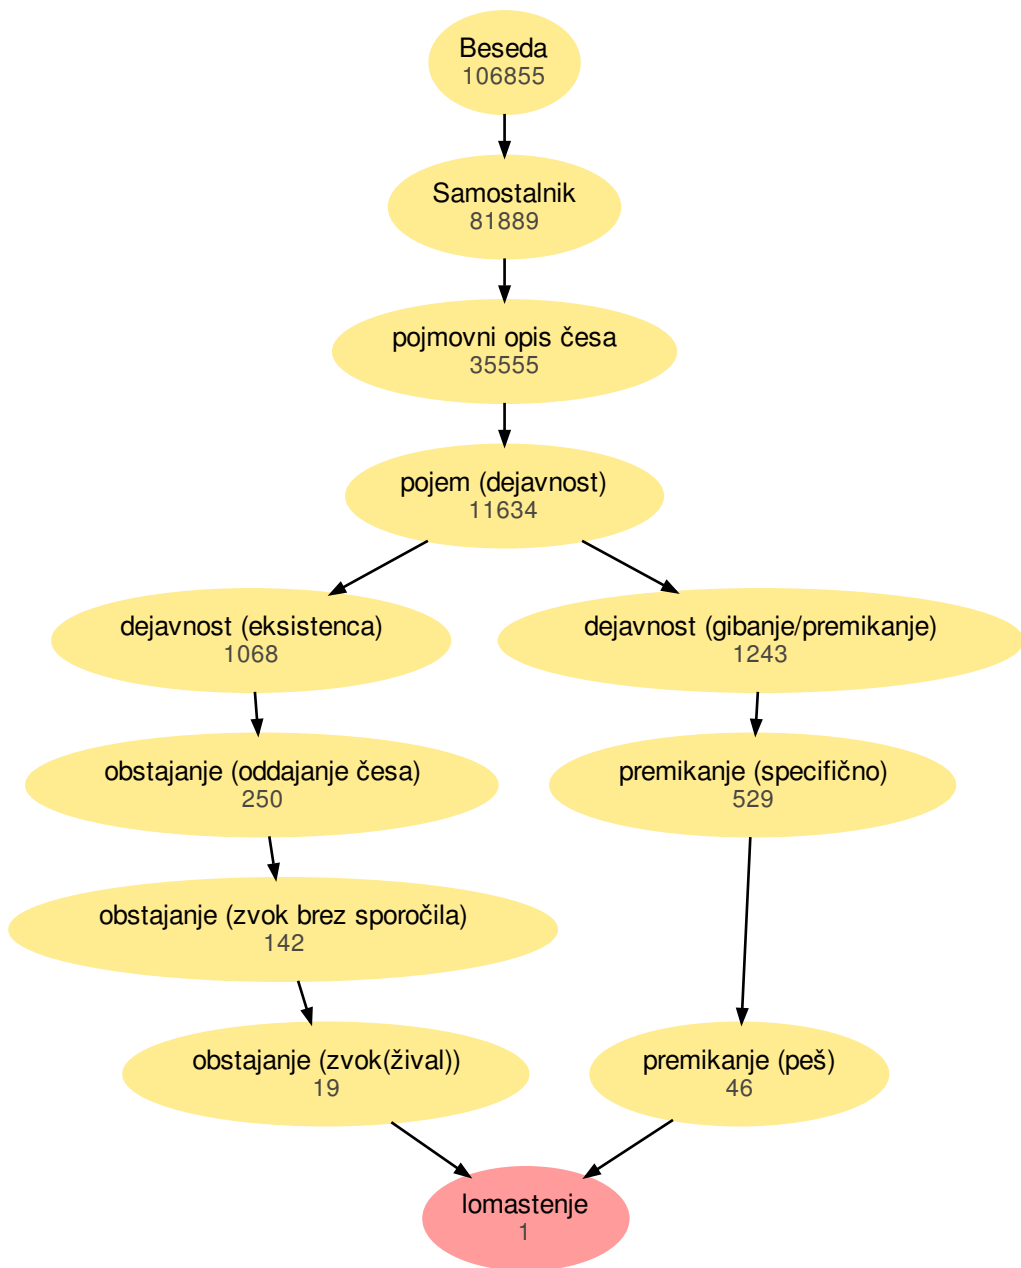 Beseda
106855
Samostalnik
81889
pojmovni opis česa
35555
pojem (dejavnost)
11634
dejavnost (eksistenca)
1068
dejavnost (gibanje/premikanje)
1243
obstajanje (oddajanje česa)
250
premikanje (specifično)
529
obstajanje (zvok brez sporočila)
142
obstajanje (zvok(žival))
19
premikanje (peš)
46
lomastenje
1